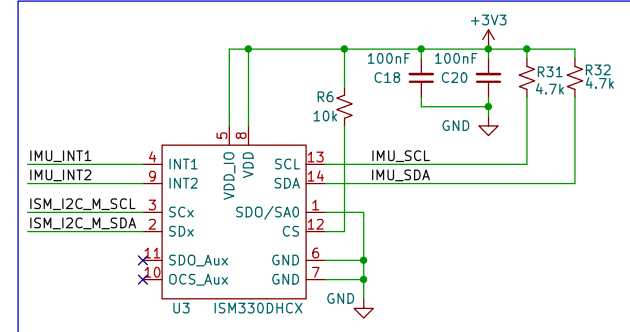 +3V3
100nF 100nF
C18 C20
R31 R32
4.7k 4.7k
R6
10k
GND
5 8
VDD_IO VDD
IMU_INT1 4 INT1 SCL 13 IMU_SCL
IMU_INT2 9 INT2 SDA 14 IMU_SDA
ISM_I2C_M_SCL 3 SCx SDO/SA0 1
ISM_I2C_M_SDA 2 SDx CS 12
11 SDO_Aux GND 6
10 OCS_Aux GND 7
GND
U3 ISM330DHCX